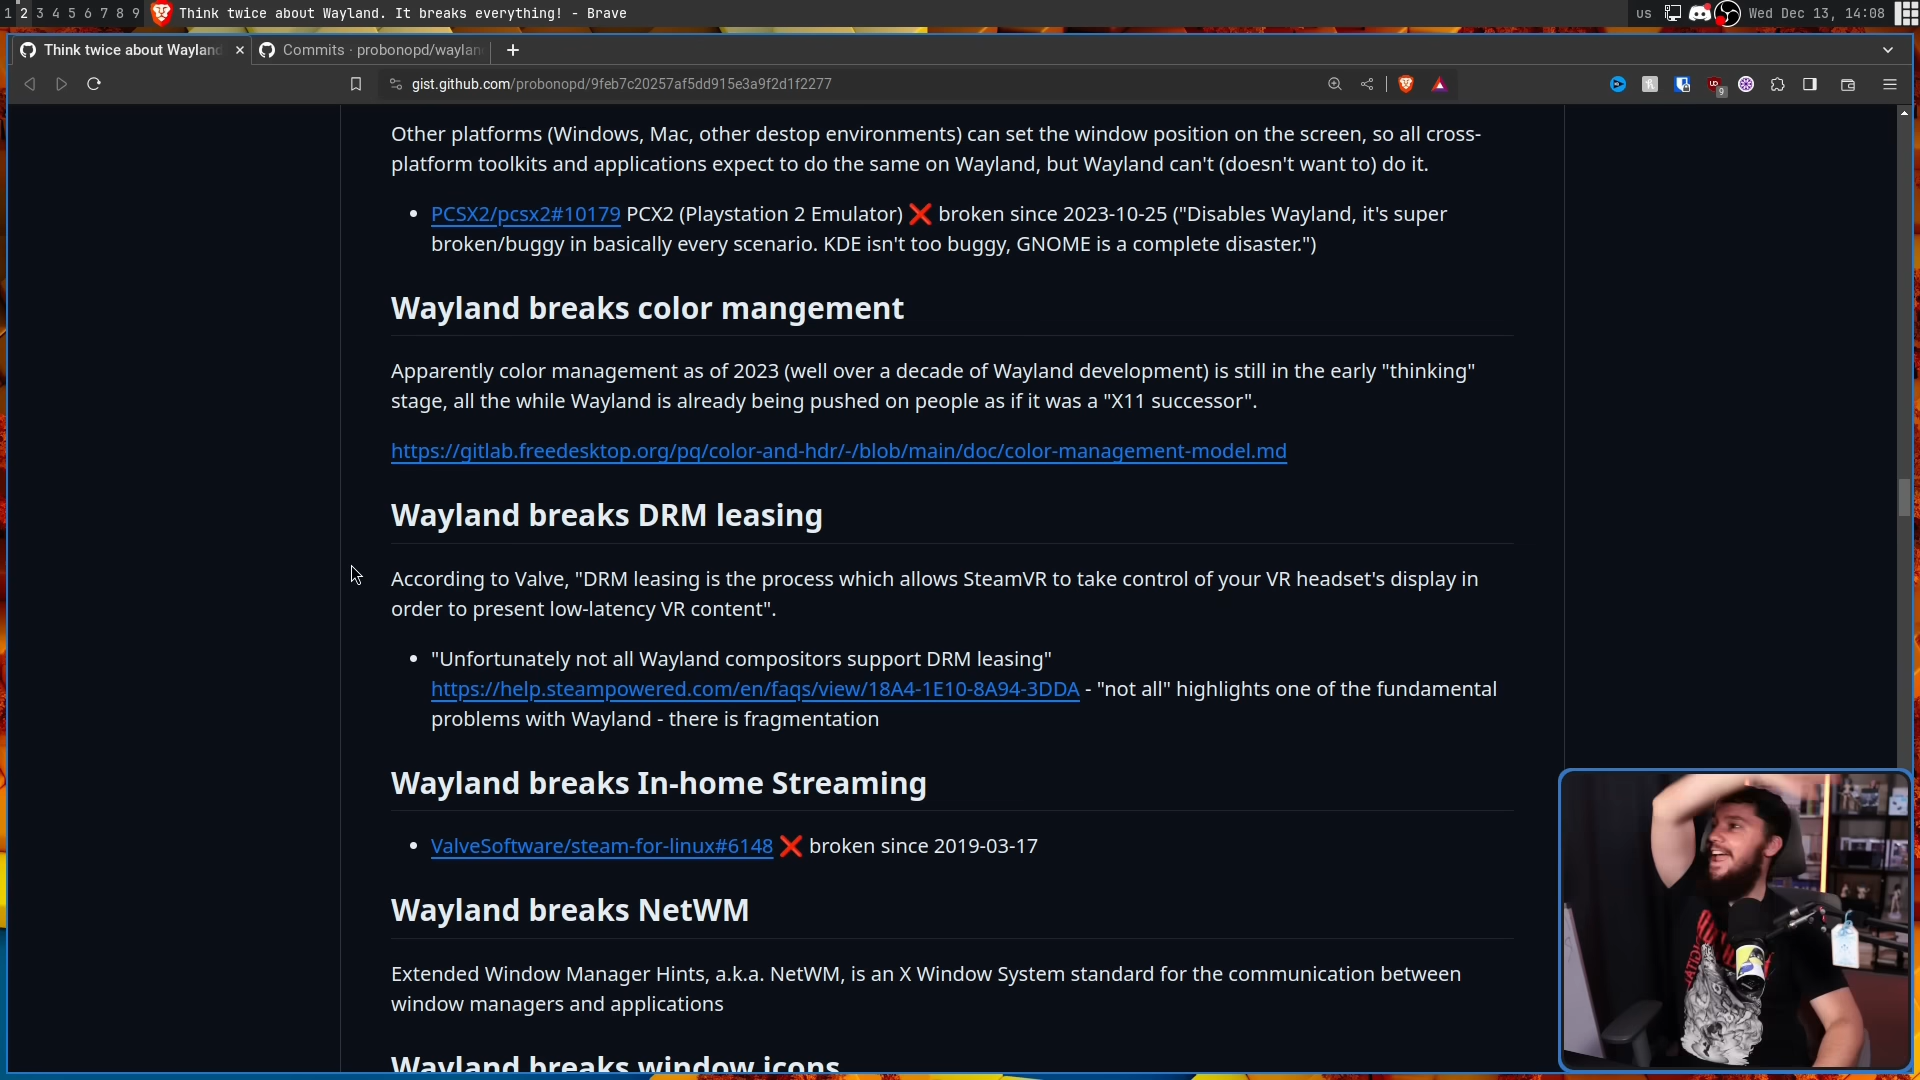 1 2 3 4 5 6 7 8 9 Think twice about Wayland. It breaks everything! - Brave us Wed Dec 13, 14:08
Think twice about Wayland Commits · probonopd/wayland
gist.github.com/probonopd/9feb7c20257af5dd915e3a9f2d1f2277 9
Other platforms (Windows, Mac, other destop environments) can set the window position on the screen, so all cross-
platform toolkits and applications expect to do the same on Wayland, but Wayland can't (doesn't want to) do it.
• PCSX2/pcsx2#10179 PCX2 (Playstation 2 Emulator) ❌ broken since 2023-10-25 ("Disables Wayland, it's super
broken/buggy in basically every scenario. KDE isn't too buggy, GNOME is a complete disaster.")
Wayland breaks color mangement
Apparently color management as of 2023 (well over a decade of Wayland development) is still in the early "thinking"
stage, all the while Wayland is already being pushed on people as if it was a "X11 successor".
https://gitlab.freedesktop.org/pq/color-and-hdr/-/blob/main/doc/color-management-model.md
Wayland breaks DRM leasing
According to Valve, "DRM leasing is the process which allows SteamVR to take control of your VR headset's display in
order to present low-latency VR content".
• "Unfortunately not all Wayland compositors support DRM leasing"
https://help.steampowered.com/en/faqs/view/18A4-1E10-8A94-3DDA - "not all" highlights one of the fundamental
problems with Wayland - there is fragmentation
Wayland breaks In-home Streaming
• ValveSoftware/steam-for-linux#6148 ❌ broken since 2019-03-17
Wayland breaks NetWM
Extended Window Manager Hints, a.k.a. NetWM, is an X Window System standard for the communication between
window managers and applications
Wayland breaks window icons